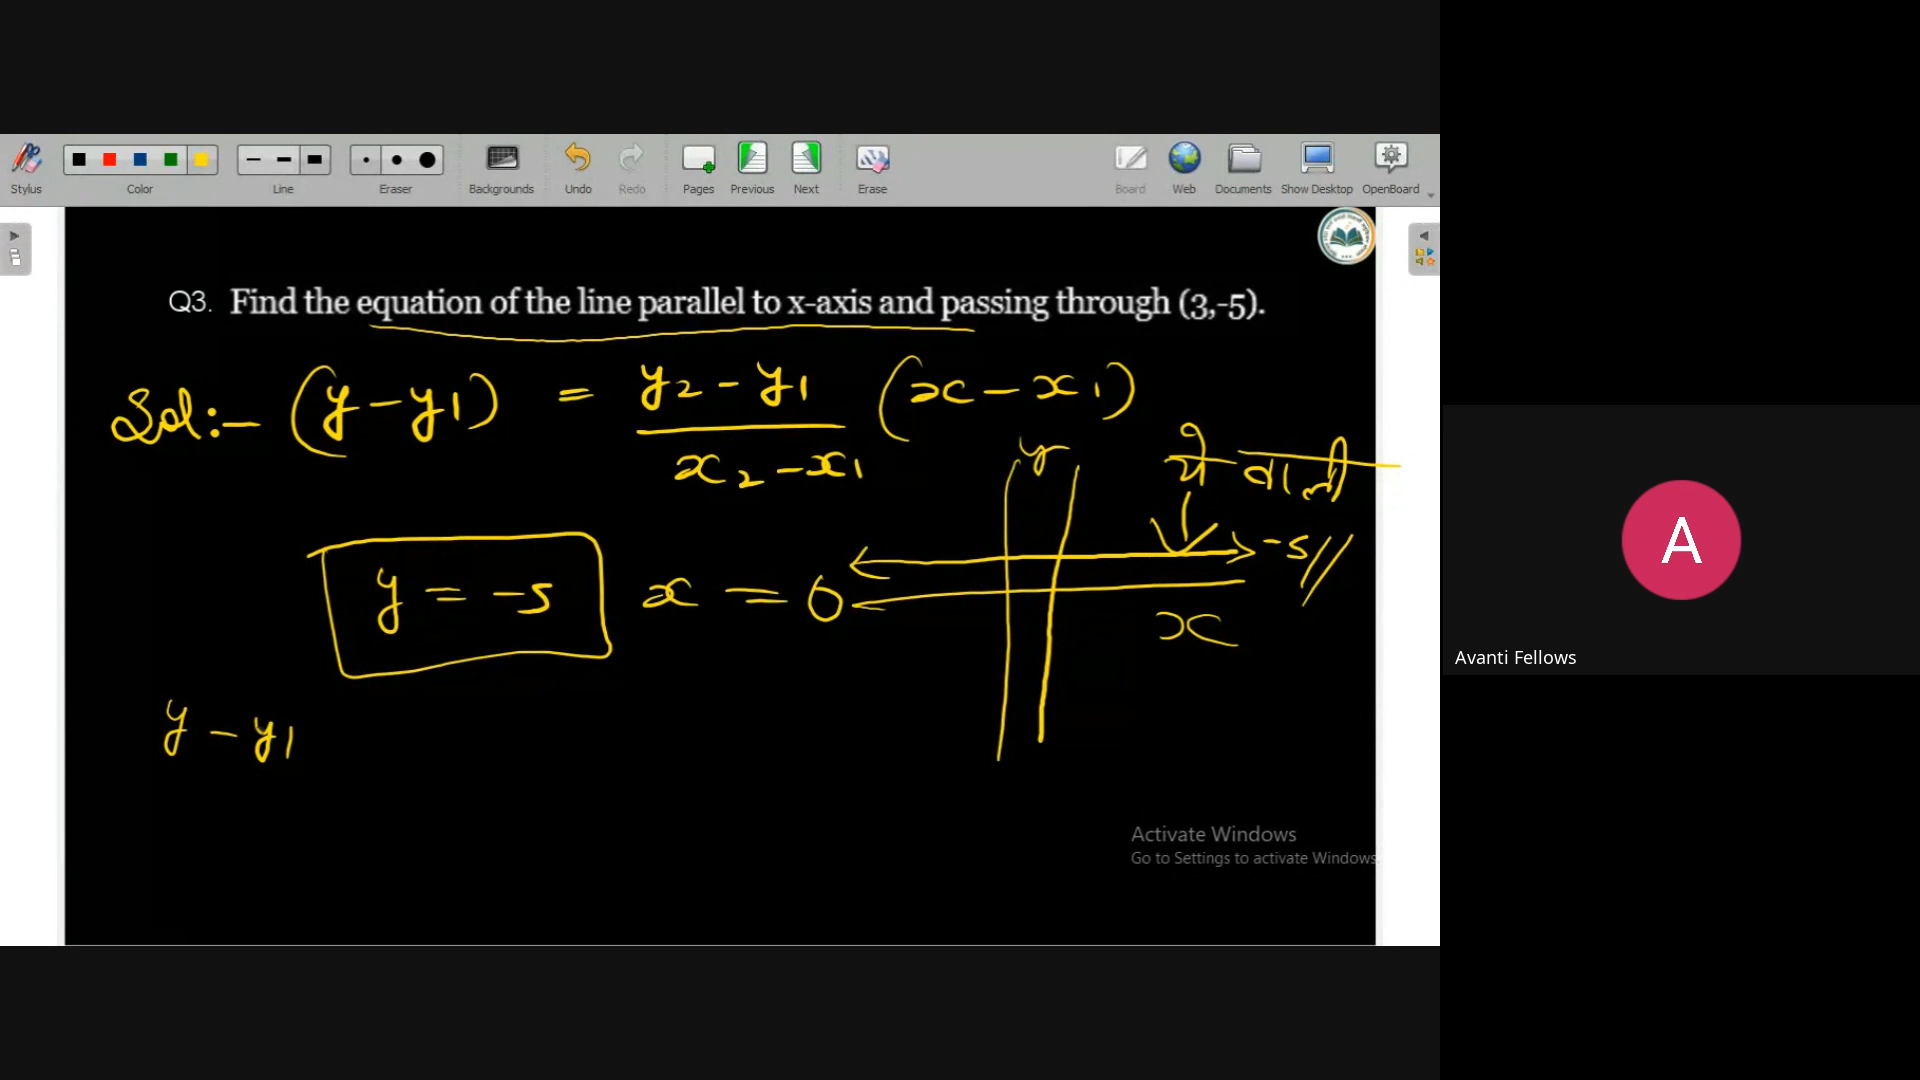 Stylus Color Line Eraser Backgrounds Undo Redo Pages Previous Next Erase Board Web Documents Show Desktop OpenBoard
Q3. Find the equation of the line parallel to x-axis and passing through (3,-5).
Sol:- (y-y1) = y2-y1 (x-x1)
x2-x1
y
ये वाली
-5
y = -5 x = 0
x
y - y1
Activate Windows
Go to Settings to activate Windows.
A
Avanti Fellows